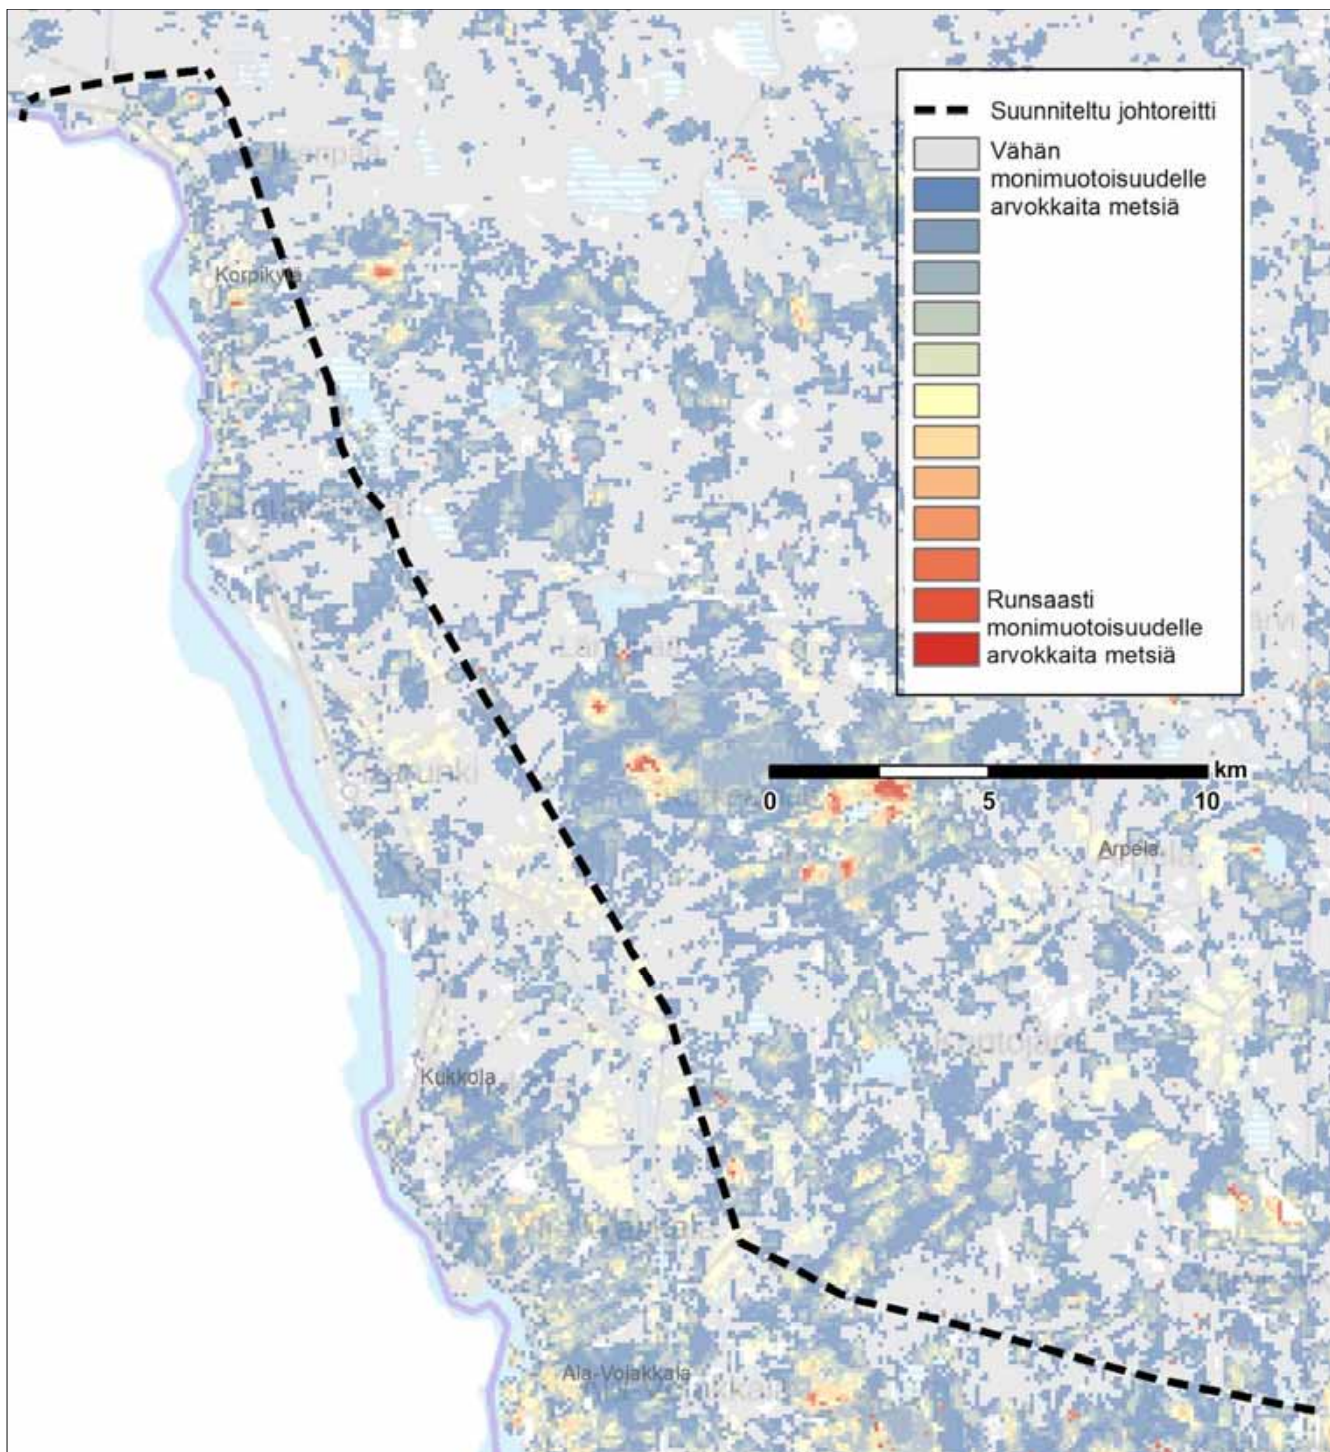 Suunniteltu johtoreitti
Vähän
monimuotoisuudelle
arvokkaita metsiä
Runsaasti
monimuotoisuudelle
arvokkaita metsiä
Korpikylä
km
0 5 10
Arpela
Kukkola
Ala-Vojakkala